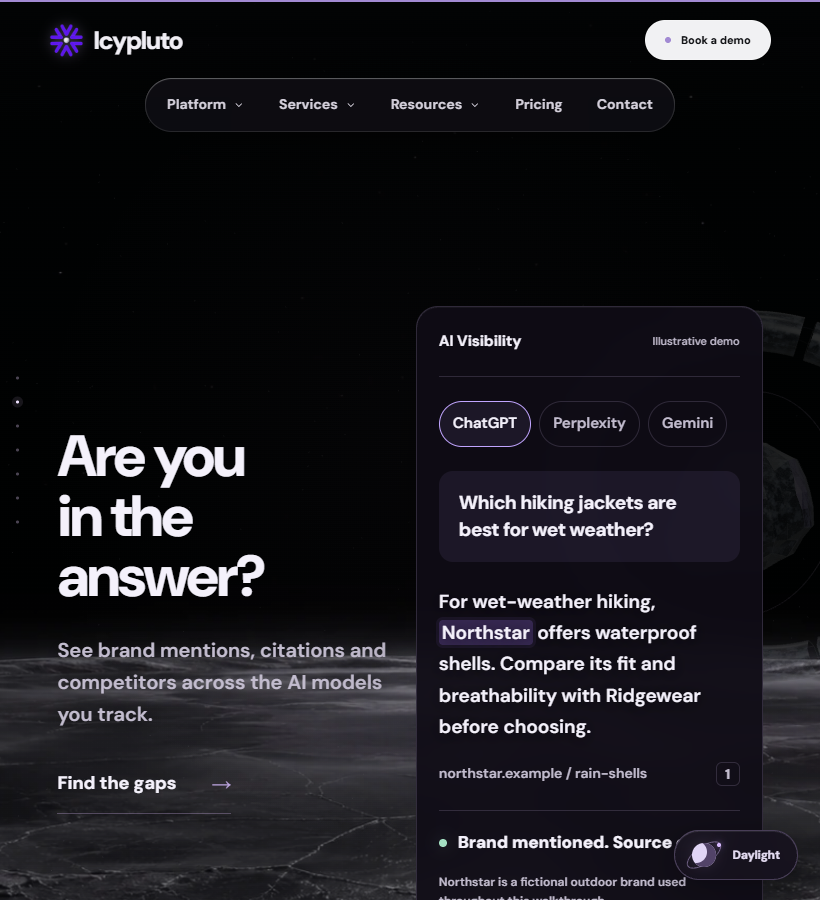 Icypluto
Book a demo
Platform
Services
Resources
Pricing
Contact
Are you
in the
answer?
See brand mentions, citations and
competitors across the AI models
you track.
Find the gaps →
AI Visibility
Illustrative demo
ChatGPT
Perplexity
Gemini
Which hiking jackets are
best for wet weather?
For wet-weather hiking,
Northstar offers waterproof
shells. Compare its fit and
breathability with Ridgewear
before choosing.
northstar.example / rain-shells
1
Brand mentioned. Source
Northstar is a fictional outdoor brand used
throughout this walkthrough.
Daylight